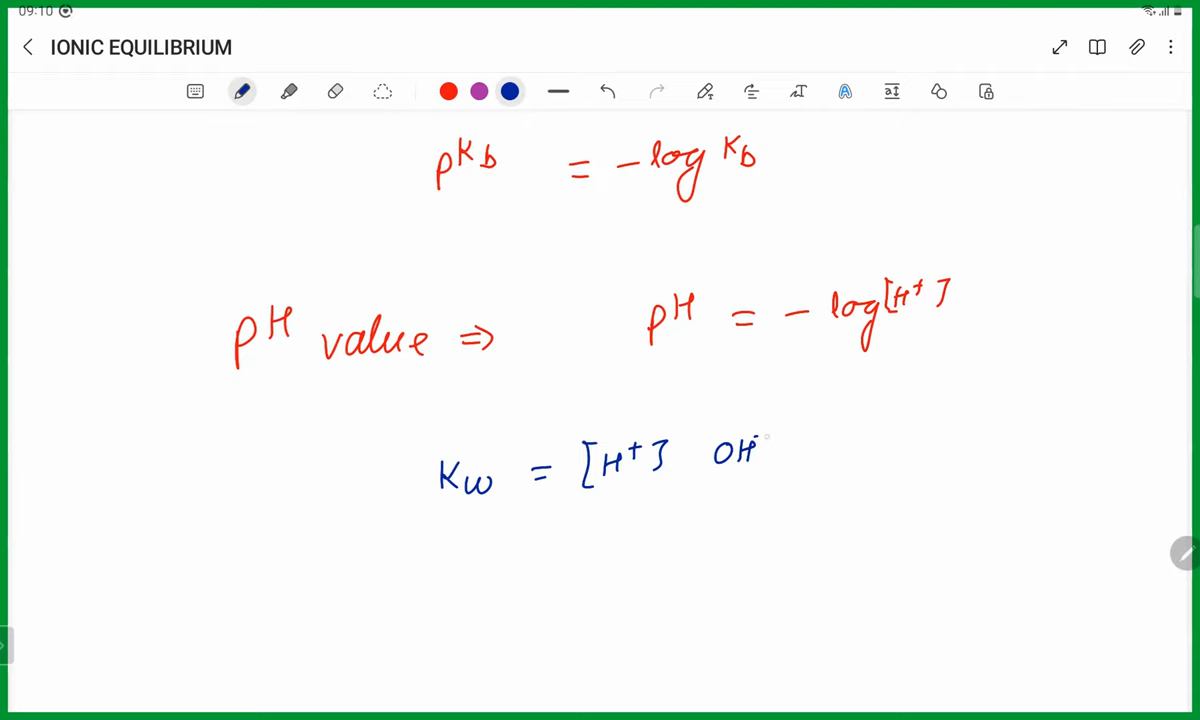 09:10
IONIC EQUILIBRIUM
pKb = -log Kb
pH value ⇒ pH = - log[H+]
Kw = [H+] OH-